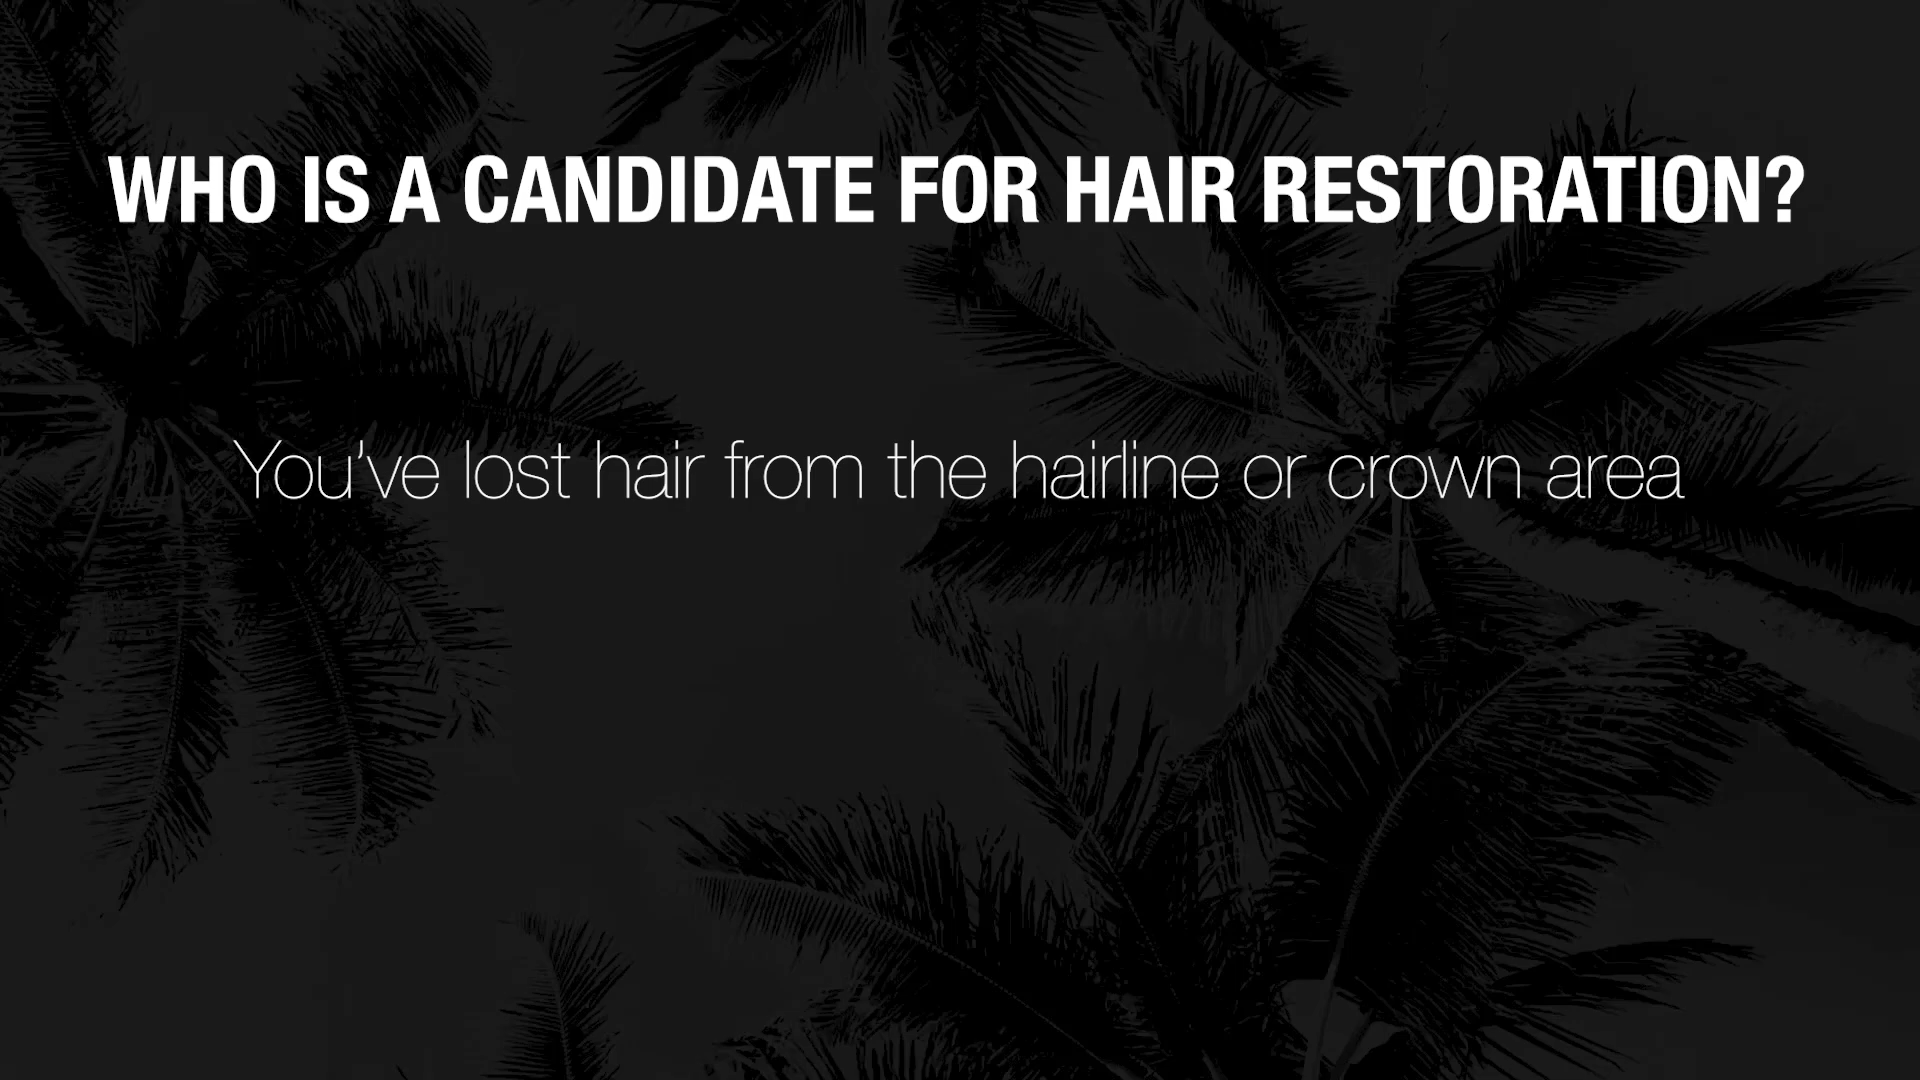 WHO IS A CANDIDATE FOR HAIR RESTORATION?
You've lost hair from the hairline or crown area